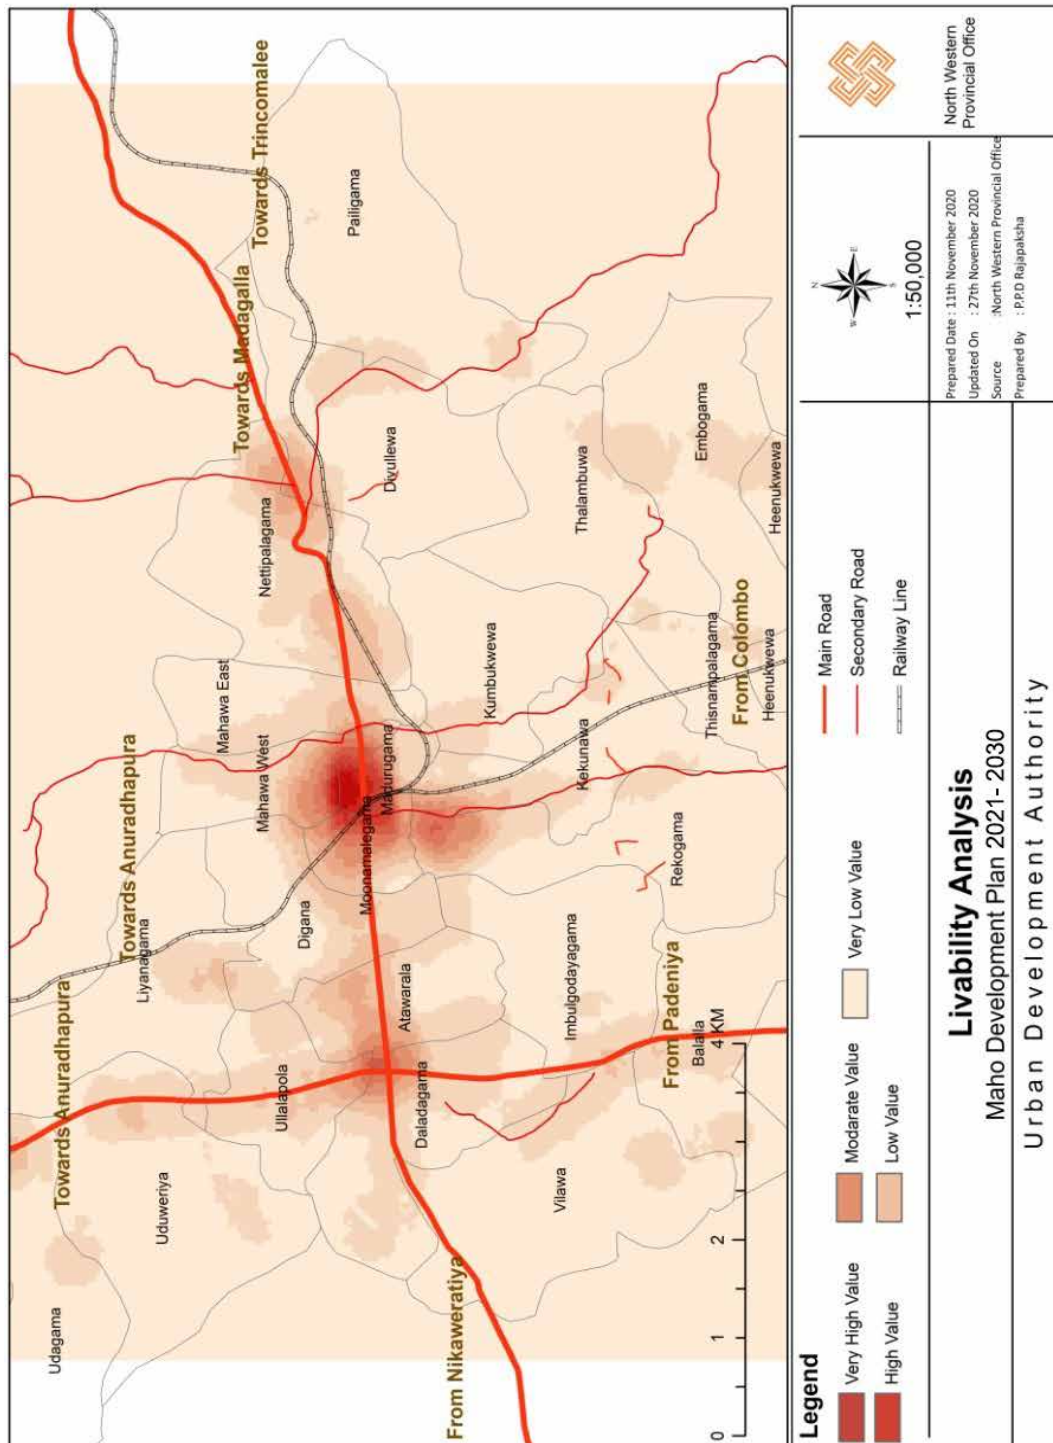 Towards Anuradhapura
Towards Anuradhapura
Towards Madagalla
Towards Trincomalee
From Nikaweratiya
From Padeniya
From Colombo
Udagama
Uduweriya
Liyanagama
Ullalapola
Digana
Mahawa West
Mahawa East
Nettipalagama
Pailigama
Daladagama
Atawarala
Moonamalegama
Madurugama
Divullewa
Vilawa
Imbulgodayagama
Kekunawa
Kumbukwewa
Thalambuwa
Rekogama
Balalla
Thisnampalagama
Embogama
Heenukwewa
Heenukwewa
0 1 2 4 KM
Legend
Very High Value
High Value
Modarate Value
Low Value
Very Low Value
Main Road
Secondary Road
Railway Line
Livability Analysis
Maho Development Plan 2021- 2030
Urban Development Authority
N
W E
S
1:50,000
Prepared Date : 11th November 2020
Updated On : 27th November 2020
Source :North Western Provincial Office
Prepared By : P.P.D Rajapaksha
North Western
Provincial Office